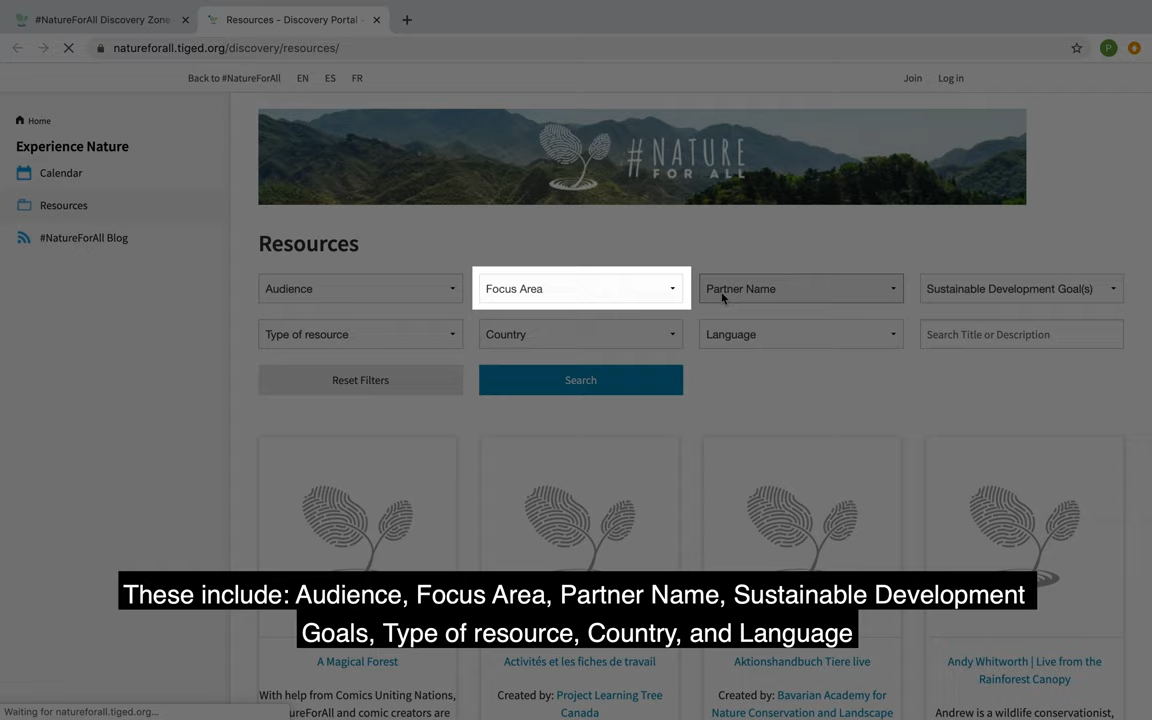 #NatureForAll Discovery Zone
Resources - Discovery Portal -
natureforall.tiged.org/discovery/resources/
P
Back to #NatureForAll EN ES FR Join Log in
Home
Experience Nature
Calendar
Resources
#NatureForAll Blog
#NATURE
FOR ALL
Resources
Audience Focus Area Partner Name Sustainable Development Goal(s)
Type of resource Country Language Search Title or Description
Reset Filters Search
These include: Audience, Focus Area, Partner Name, Sustainable Development
Goals, Type of resource, Country, and Language
A Magical Forest Activités et les fiches de travail Aktionshandbuch Tiere live Andy Whitworth | Live from the
Rainforest Canopy
With help from Comics Uniting Nations, Created by: Project Learning Tree Created by: Bavarian Academy for Andrew is a wildlife conservationist,
ureForAll and comic creators are Canada Nature Conservation and Landscape from
Waiting for natureforall.tiged.org...